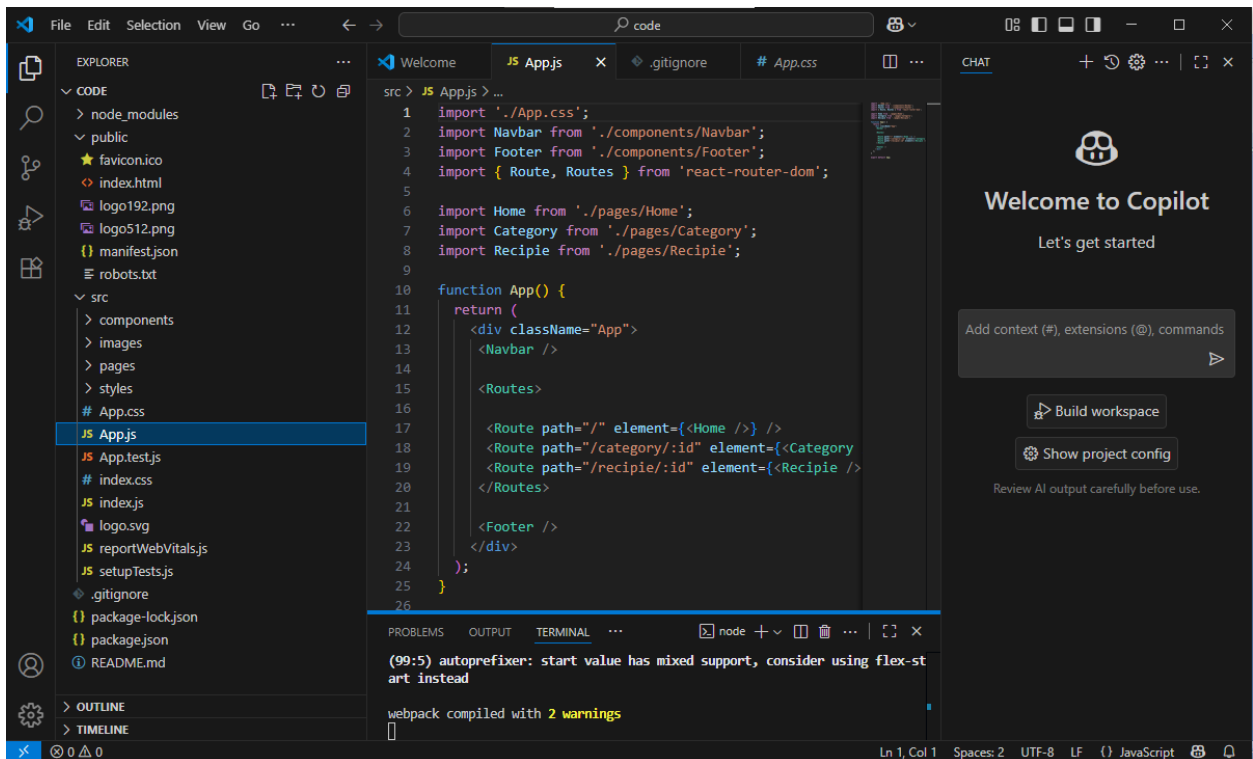 File Edit Selection View Go ··· code
EXPLORER ···
CODE
node_modules
public
favicon.ico
index.html
logo192.png
logo512.png
{} manifest.json
robots.txt
src
components
images
pages
styles
# App.css
JS App.js
JS App.test.js
# index.css
JS index.js
logo.svg
JS reportWebVitals.js
JS setupTests.js
.gitignore
{} package-lock.json
{} package.json
README.md
OUTLINE
TIMELINE
Welcome JS App.js .gitignore # App.css ···
src > JS App.js > ...
1 import './App.css';
2 import Navbar from './components/Navbar';
3 import Footer from './components/Footer';
4 import { Route, Routes } from 'react-router-dom';
5
6 import Home from './pages/Home';
7 import Category from './pages/Category';
8 import Recipie from './pages/Recipie';
9
10 function App() {
11 return (
12 <div className="App">
13 <Navbar />
14
15 <Routes>
16
17 <Route path="/" element={<Home />} />
18 <Route path="/category/:id" element={<Category
19 <Route path="/recipie/:id" element={<Recipie />
20 </Routes>
21
22 <Footer />
23 </div>
24 );
25 }
26
PROBLEMS OUTPUT TERMINAL ··· node ···
(99:5) autoprefixer: start value has mixed support, consider using flex-st
art instead
webpack compiled with 2 warnings
CHAT ···
Welcome to Copilot
Let's get started
Add context (#), extensions (@), commands
Build workspace
Show project config
Review AI output carefully before use.
0 0 Ln 1, Col 1 Spaces: 2 UTF-8 LF {} JavaScript